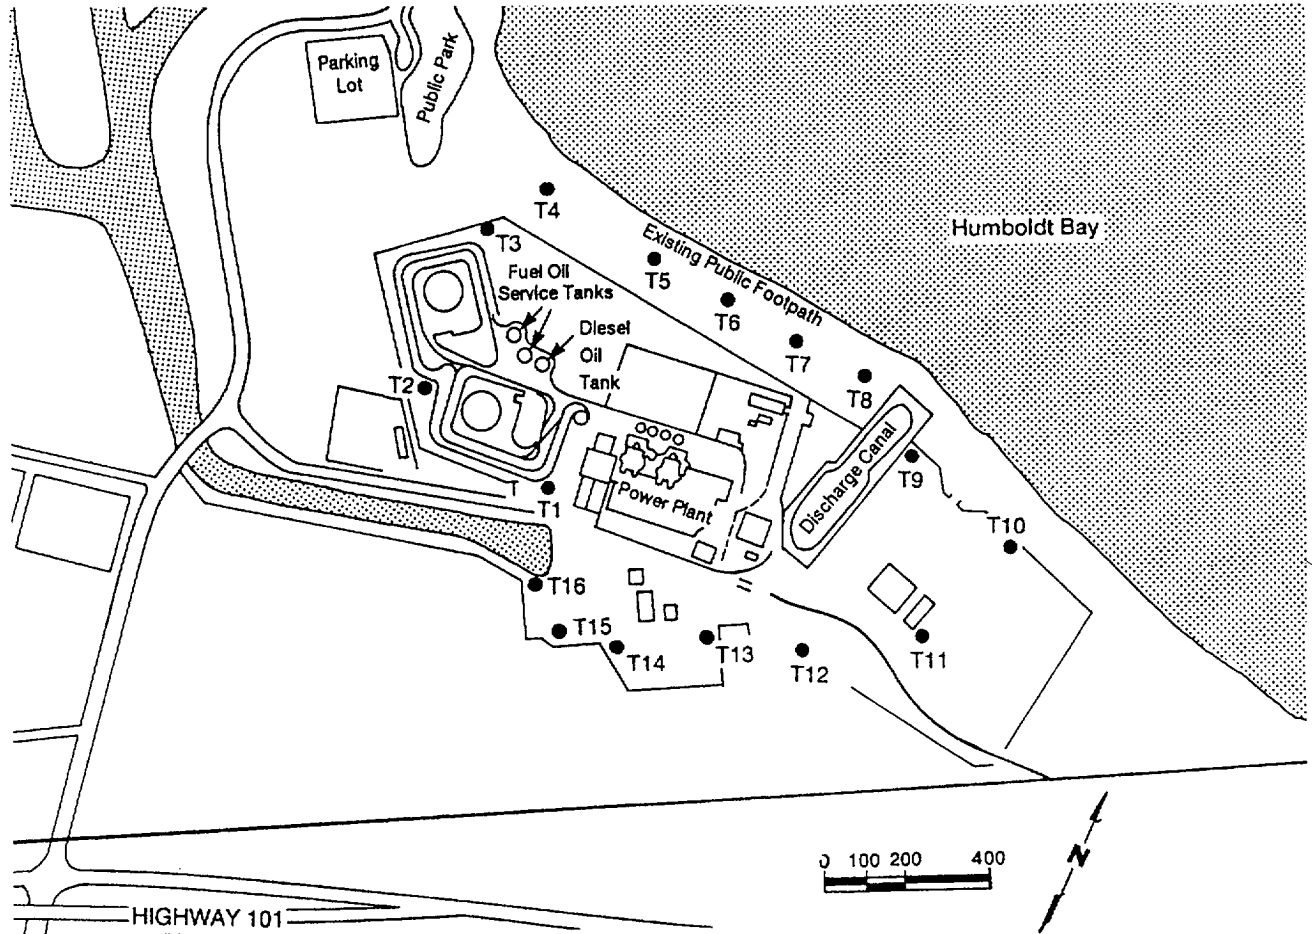 Parking
Lot
Public Park
T4
Humboldt Bay
T3
Existing Public Footpath
T5
Fuel Oil
Service Tanks
T6
Diesel
Oil
Tank
T7
T2
T8
Discharge Canal
T9
T
T1
Power Plant
T10
T16
T15
T14
T13
T12
T11
0 100 200 400
N
HIGHWAY 101